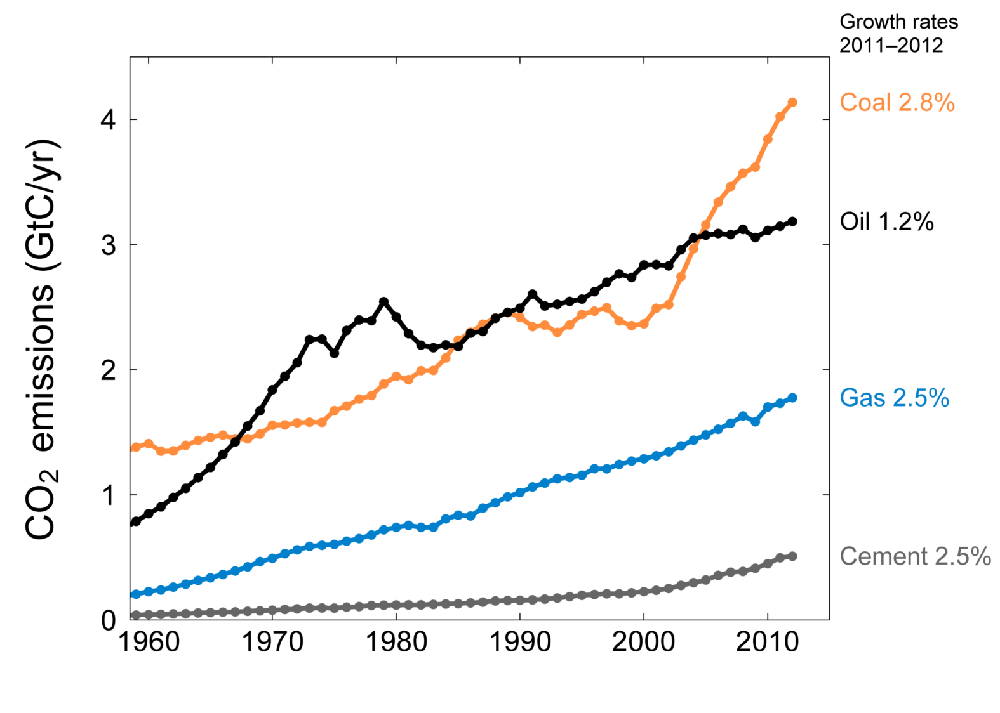 Growth rates
2011–2012
Coal 2.8%
Oil 1.2%
Gas 2.5%
Cement 2.5%
CO₂ emissions (GtC/yr)
4
3
2
1
0
1960 1970 1980 1990 2000 2010